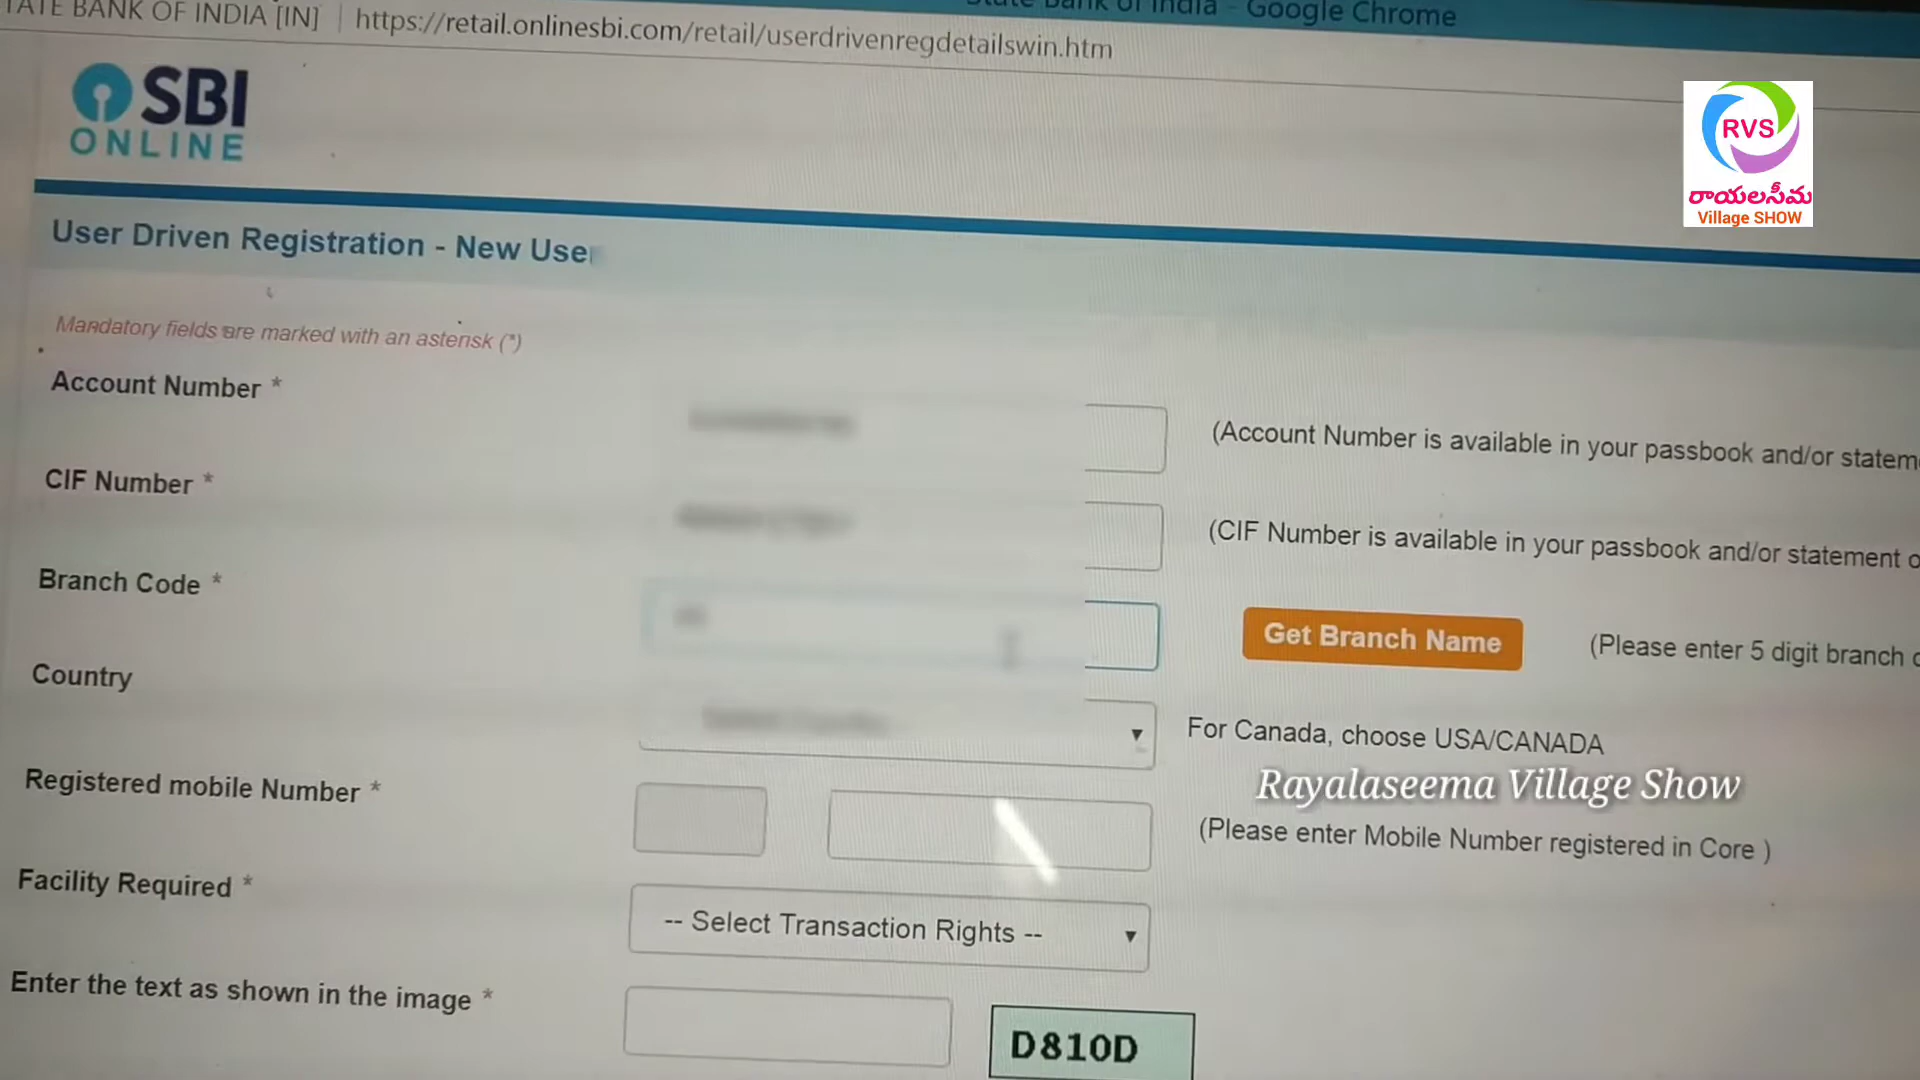 TATE BANK OF INDIA [IN] | https://retail.onlinesbi.com/retail/userdrivenregdetailswin.htm
State Bank of India - Google Chrome
SBI
ONLINE
RVS
రాయలసీమ
Village SHOW
User Driven Registration - New User
Mandatory fields are marked with an asterisk (*)
Account Number *
(Account Number is available in your passbook and/or statem
CIF Number *
(CIF Number is available in your passbook and/or statement o
Branch Code *
Get Branch Name
(Please enter 5 digit branch c
Country
For Canada, choose USA/CANADA
Rayalaseema Village Show
Registered mobile Number *
(Please enter Mobile Number registered in Core )
Facility Required *
-- Select Transaction Rights --
Enter the text as shown in the image *
D810D